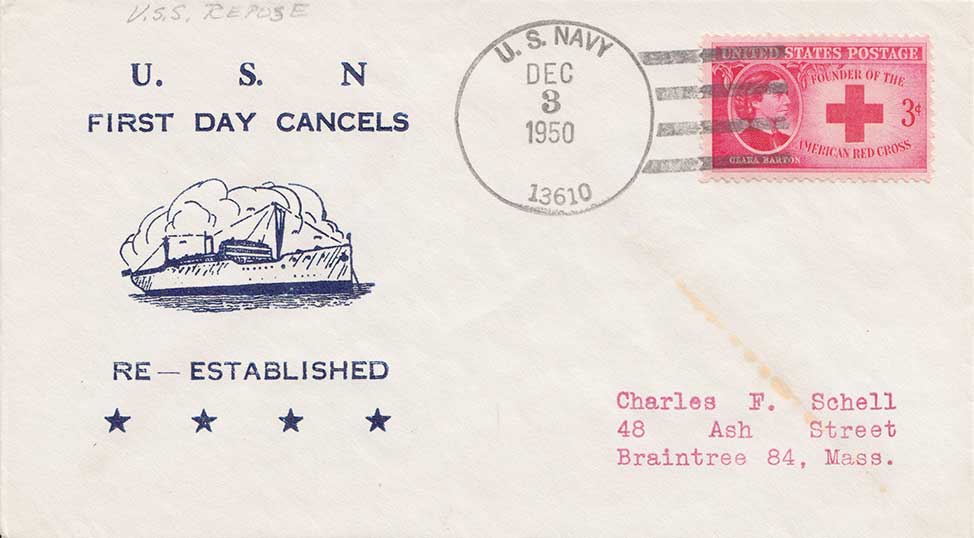 U.S.S. REPOSE
U. S. N
FIRST DAY CANCELS
RE—ESTABLISHED
U. S. NAVY
DEC
3
1950
13610
UNITED STATES POSTAGE
FOUNDER OF THE
3¢
AMERICAN RED CROSS
CLARA BARTON
Charles F. Schell
48 Ash Street
Braintree 84, Mass.